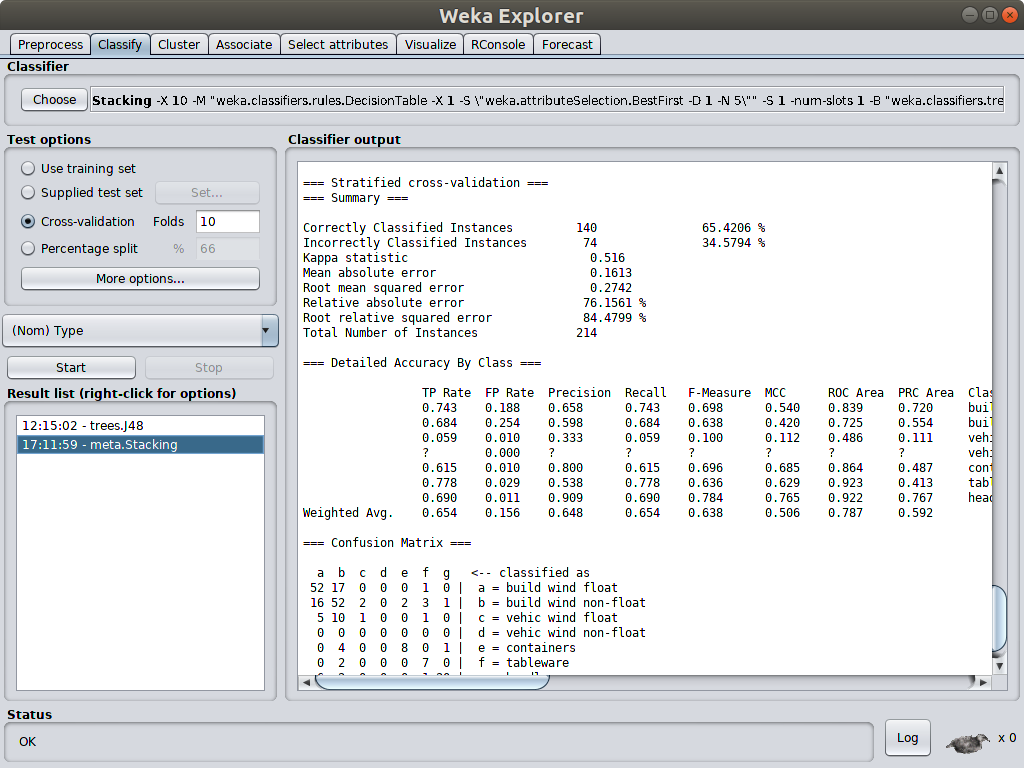 Weka Explorer
Preprocess Classify Cluster Associate Select attributes Visualize RConsole Forecast
Classifier
Choose Stacking -X 10 -M "weka.classifiers.rules.DecisionTable -X 1 -S \"weka.attributeSelection.BestFirst -D 1 -N 5\"" -S 1 -num-slots 1 -B "weka.classifiers.tre
Test options
Use training set
Supplied test set Set...
Cross-validation Folds 10
Percentage split % 66
More options...
(Nom) Type
Start Stop
Result list (right-click for options)
12:15:02 - trees.J48
17:11:59 - meta.Stacking
Classifier output
=== Stratified cross-validation ===
=== Summary ===
Correctly Classified Instances 140 65.4206 %
Incorrectly Classified Instances 74 34.5794 %
Kappa statistic 0.516
Mean absolute error 0.1613
Root mean squared error 0.2742
Relative absolute error 76.1561 %
Root relative squared error 84.4799 %
Total Number of Instances 214
=== Detailed Accuracy By Class ===
TP Rate FP Rate Precision Recall F-Measure MCC ROC Area PRC Area Clas
0.743 0.188 0.658 0.743 0.698 0.540 0.839 0.720 buil
0.684 0.254 0.598 0.684 0.638 0.420 0.725 0.554 buil
0.059 0.010 0.333 0.059 0.100 0.112 0.486 0.111 vehi
? 0.000 ? ? ? ? ? ? vehi
0.615 0.010 0.800 0.615 0.696 0.685 0.864 0.487 cont
0.778 0.029 0.538 0.778 0.636 0.629 0.923 0.413 tabl
0.690 0.011 0.909 0.690 0.784 0.765 0.922 0.767 head
Weighted Avg. 0.654 0.156 0.648 0.654 0.638 0.506 0.787 0.592
=== Confusion Matrix ===
a b c d e f g <-- classified as
52 17 0 0 0 1 0 | a = build wind float
16 52 2 0 2 3 1 | b = build wind non-float
5 10 1 0 0 1 0 | c = vehic wind float
0 0 0 0 0 0 0 | d = vehic wind non-float
0 4 0 0 8 0 1 | e = containers
0 2 0 0 0 7 0 | f = tableware
Status
OK
Log x 0